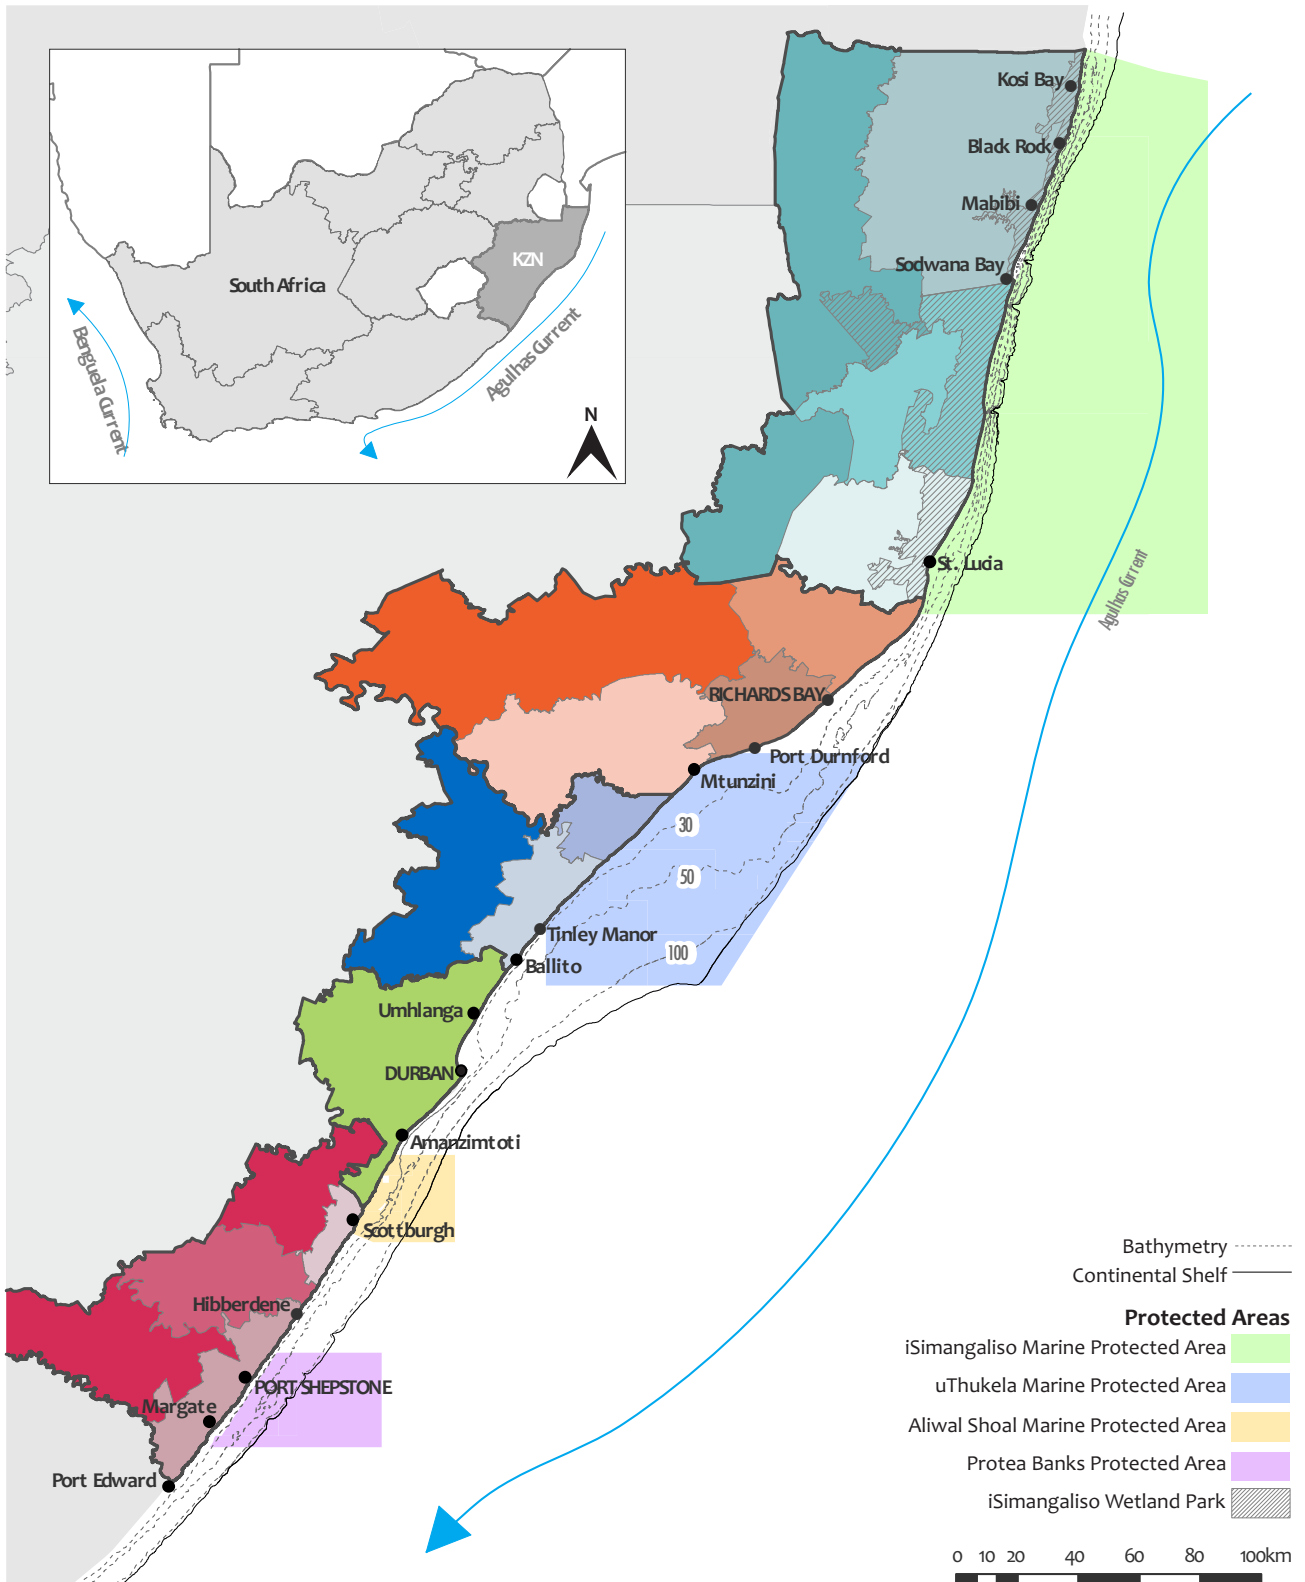 Kosi Bay
Black Rock
Mabibi
Sodwana Bay
KZN
South Africa
Benguela Current
Agulhas Current
N
St. Lucia
Agulhas Current
RICHARDS BAY
Port Durnford
Mtunzini
30
50
100
Tinley Manor
Ballito
Umhlanga
DURBAN
Amanzimtoti
Scottburgh
Hibberdene
PORT SHEPSTONE
Margate
Port Edward
Bathymetry
Continental Shelf
Protected Areas
iSimangaliso Marine Protected Area
uThukela Marine Protected Area
Aliwal Shoal Marine Protected Area
Protea Banks Protected Area
iSimangaliso Wetland Park
0 10 20 40 60 80 100km